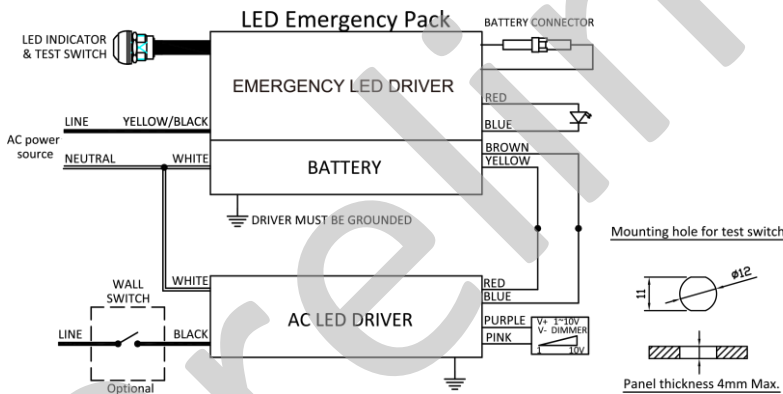 LED Emergency Pack
BATTERY CONNECTOR
LED INDICATOR
& TEST SWITCH
EMERGENCY LED DRIVER
RED
BLUE
LINE YELLOW/BLACK
AC power
source
NEUTRAL WHITE
BATTERY
BROWN
YELLOW
DRIVER MUST BE GROUNDED
Mounting hole for test switch
ø12
11
WHITE
RED
BLUE
WALL
SWITCH
LINE
BLACK
AC LED DRIVER
PURPLE
PINK
V+ 1~10V
V- DIMMER
1 10V
Optional
Panel thickness 4mm Max.